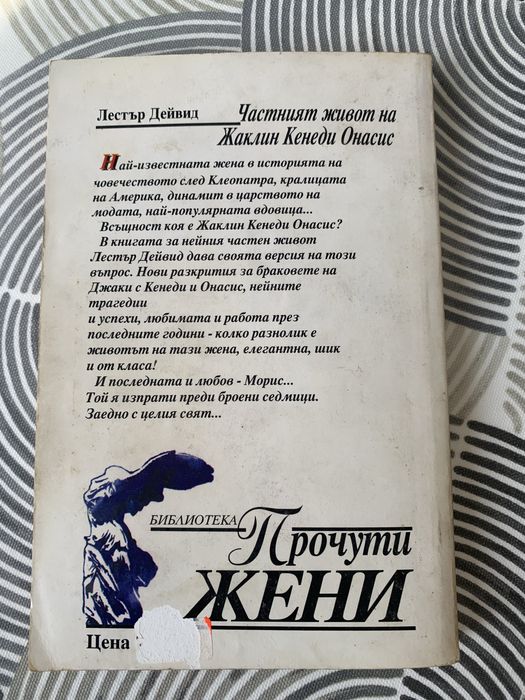 Лестър Дейвид Частният живот на
Жаклин Кенеди Онасис
Най-известната жена в историята на
човечеството след Клеопатра, кралицата
на Америка, динамит в царството на
модата, най-популярната вдовица...
Всъщност коя е Жаклин Кенеди Онасис?
В книгата за нейния частен живот
Лестър Дейвид дава своята версия на този
въпрос. Нови разкрития за браковете на
Джаки с Кенеди и Онасис, нейните
трагедии
и успехи, любимата и работа през
последните години - колко разнолик е
животът на тази жена, елегантна, шик
и от класа!
И последната и любов - Морис...
Той я изпрати преди броени седмици.
Заедно с целия свят...
БИБЛИОТЕКА
Прочути
ЖЕНИ
Цена